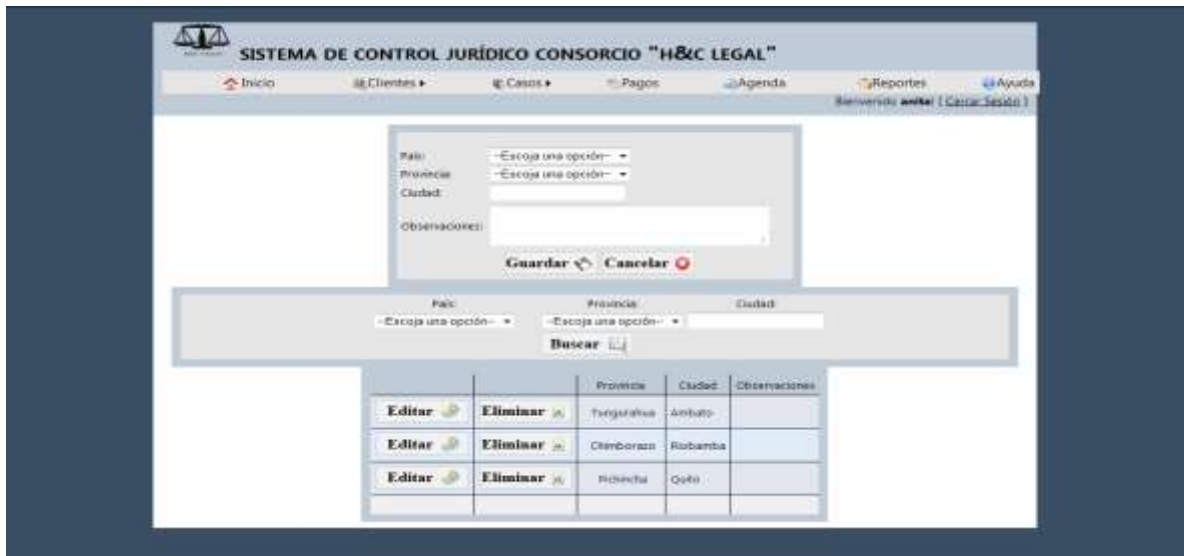 SISTEMA DE CONTROL JURÍDICO CONSORCIO "H&C LEGAL"
Inicio Clientes Casos Pagos Agenda Reportes Ayuda
Bienvenido anita! [ Cerrar Sesión ]
País: --Escoja una opción--
Provincia: --Escoja una opción--
Ciudad:
Observaciones:
Guardar Cancelar
País: Provincia: Ciudad:
--Escoja una opción-- --Escoja una opción--
Buscar
Provincia Ciudad Observaciones
Editar Eliminar Tungurahua Ambato
Editar Eliminar Chimborazo Riobamba
Editar Eliminar Pichincha Quito